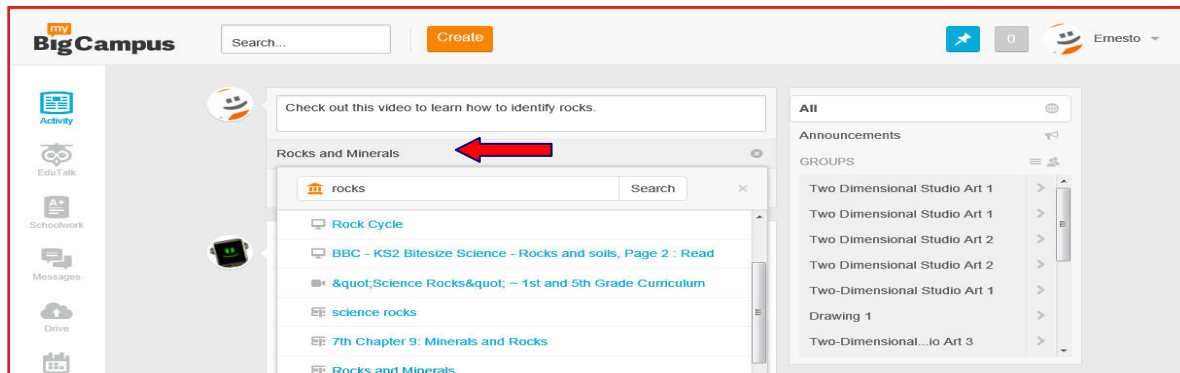 my
BigCampus
Search...
Create
0
Ernesto
Activity
EduTalk
A+
Schoolwork
Messages
Drive
Check out this video to learn how to identify rocks.
Rocks and Minerals
rocks
Search
Rock Cycle
BBC - KS2 Bitesize Science - Rocks and soils, Page 2 : Read
&quot;Science Rocks&quot; ~ 1st and 5th Grade Curriculum
science rocks
7th Chapter 9: Minerals and Rocks
Rocks and Minerals
All
Announcements
GROUPS
Two Dimensional Studio Art 1
Two Dimensional Studio Art 1
Two Dimensional Studio Art 2
Two Dimensional Studio Art 2
Two-Dimensional Studio Art 1
Drawing 1
Two-Dimensional...io Art 3